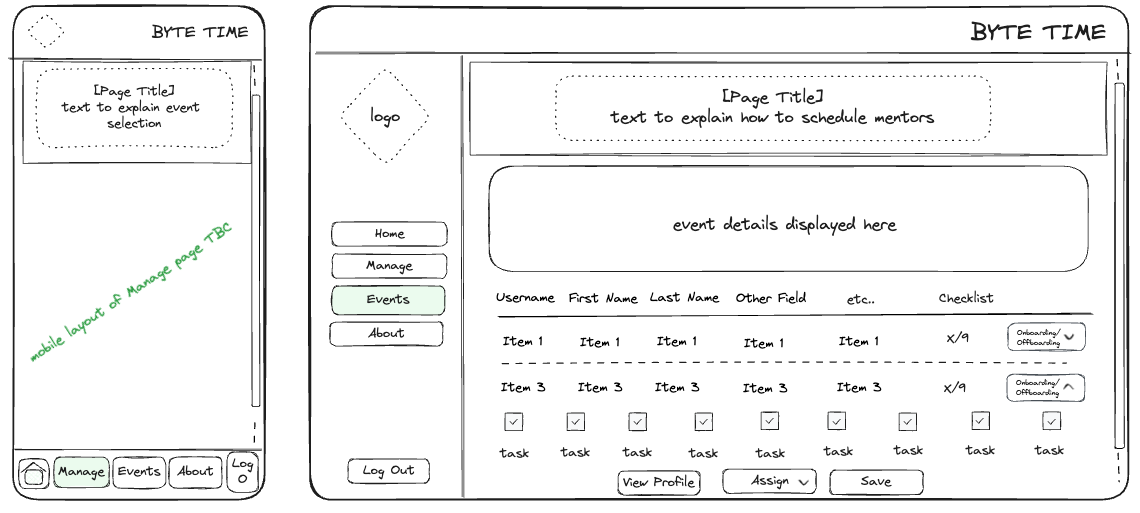 BYTE TIME
[Page Title]
text to explain event
selection
mobile layout of Manage page TBC
Manage
Events
About
Log
O
BYTE TIME
logo
Home
Manage
Events
About
Log Out
[Page Title]
text to explain how to schedule mentors
event details displayed here
Username First Name Last Name Other Field etc.. Checklist
Item 1 Item 1 Item 1 Item 1 Item 1 x/9
Onboarding/
Offboarding
Item 3 Item 3 Item 3 Item 3 Item 3 x/9
Onboarding/
Offboarding
task task task task task task task task task
View Profile Assign Save